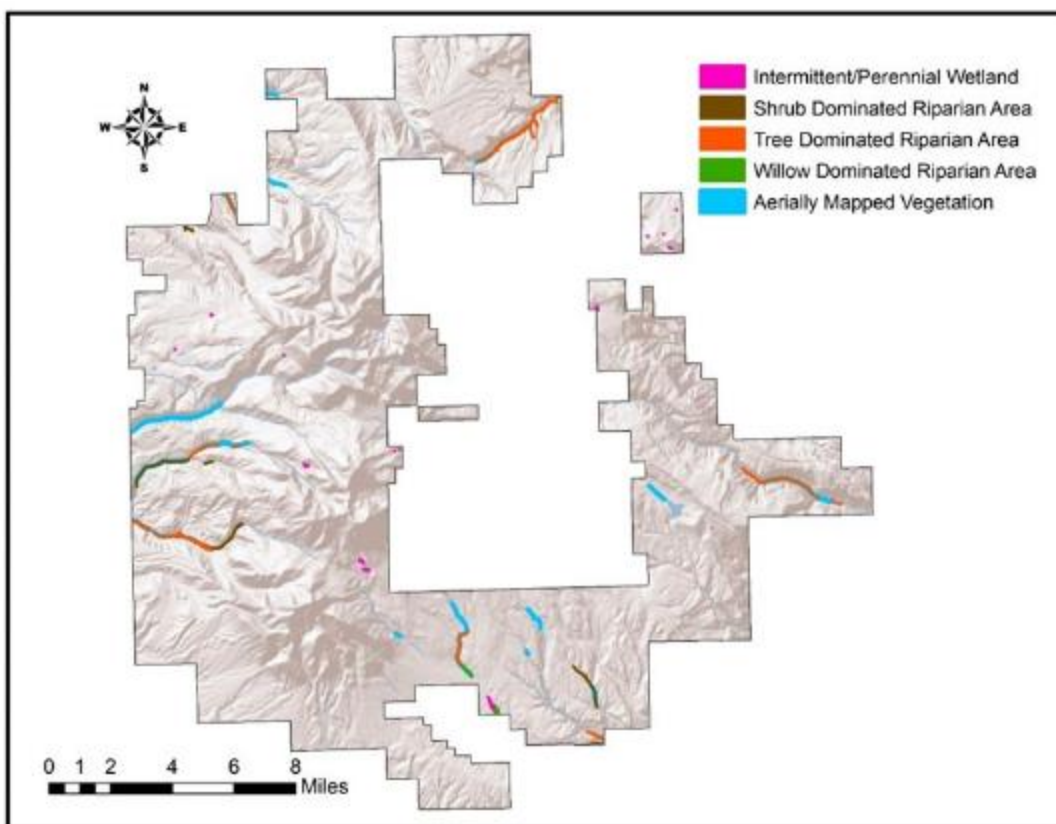 N
W E
S
Intermittent/Perennial Wetland
Shrub Dominated Riparian Area
Tree Dominated Riparian Area
Willow Dominated Riparian Area
Aerially Mapped Vegetation
0 1 2 4 6 8
Miles